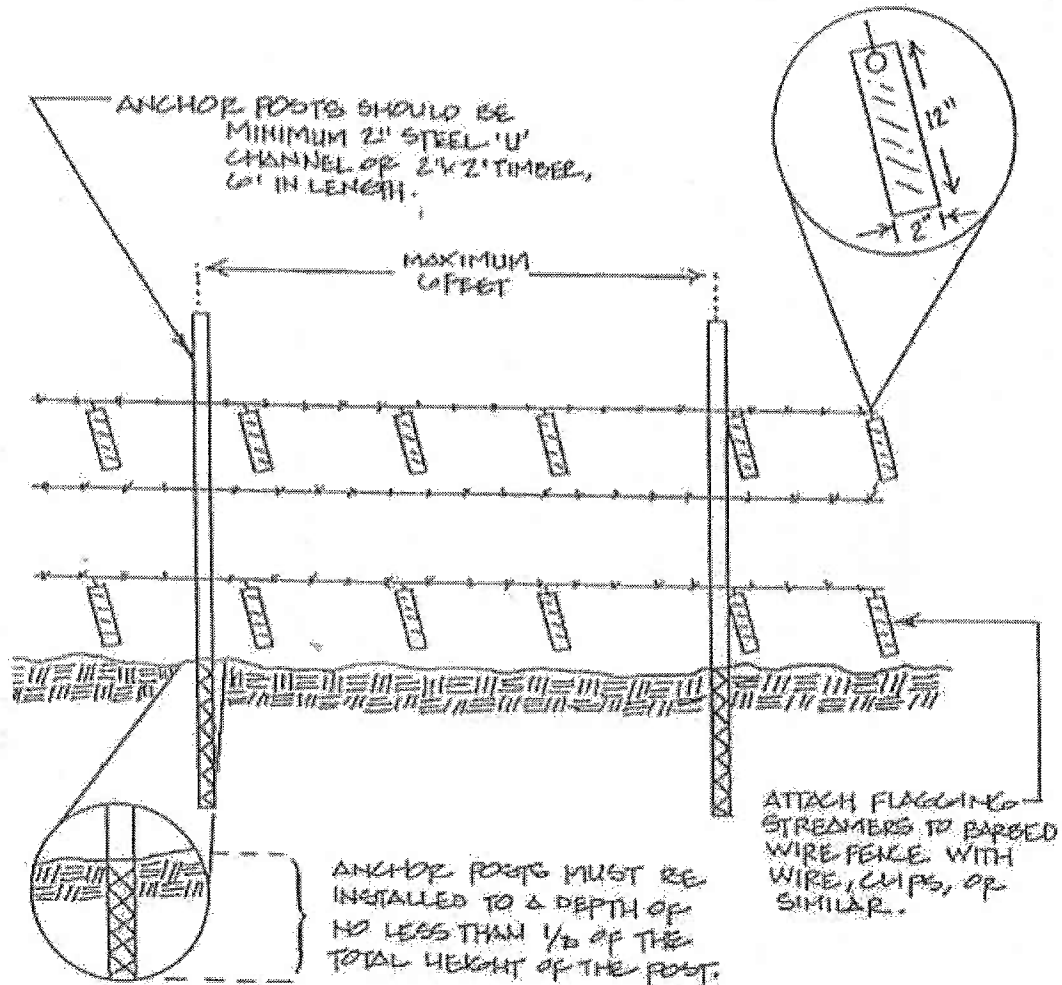 ANCHOR POSTS SHOULD BE
MINIMUM 2" STEEL 'U'
CHANNEL OR 2"X 2" TIMBER,
6' IN LENGTH.
12"
2"
MAXIMUM
6 FEET
ATTACH FLAGGING
STREAMERS TO BARBED
WIRE FENCE WITH
WIRE, CLIPS, OR
SIMILAR.
ANCHOR POSTS MUST BE
INSTALLED TO A DEPTH OF
NO LESS THAN OF THE
TOTAL HEIGHT OF THE POST.